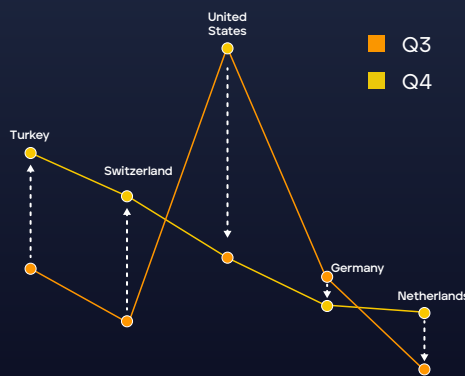 United
States
Q3
Q4
Turkey
Switzerland
Germany
Netherlands